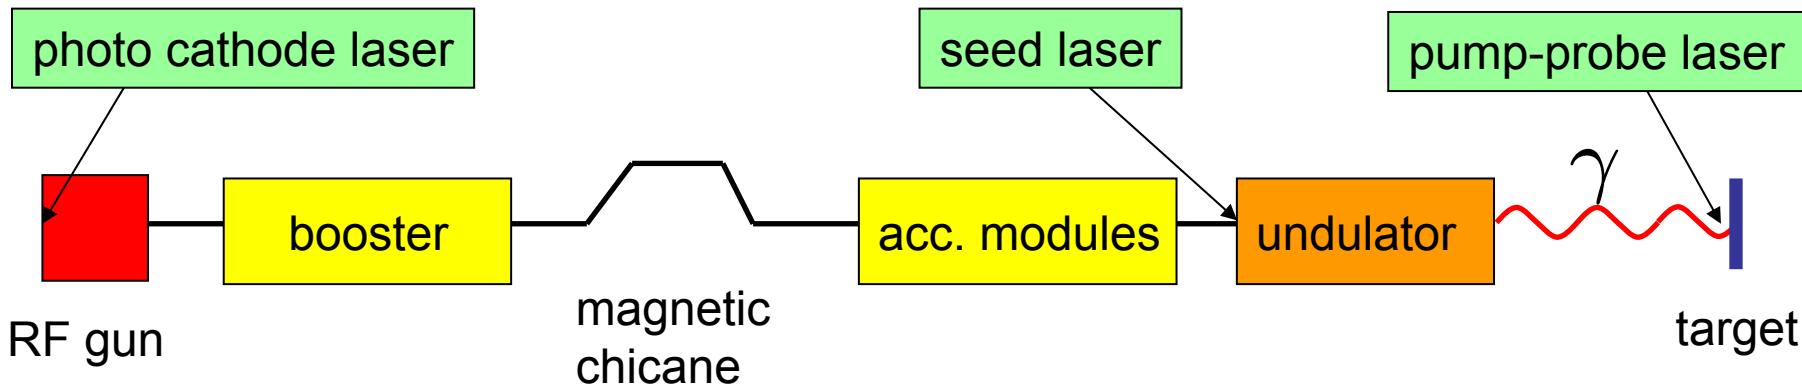 photo cathode laser
seed laser
pump-probe laser
γ
booster
acc. modules
undulator
RF gun
magnetic
chicane
target